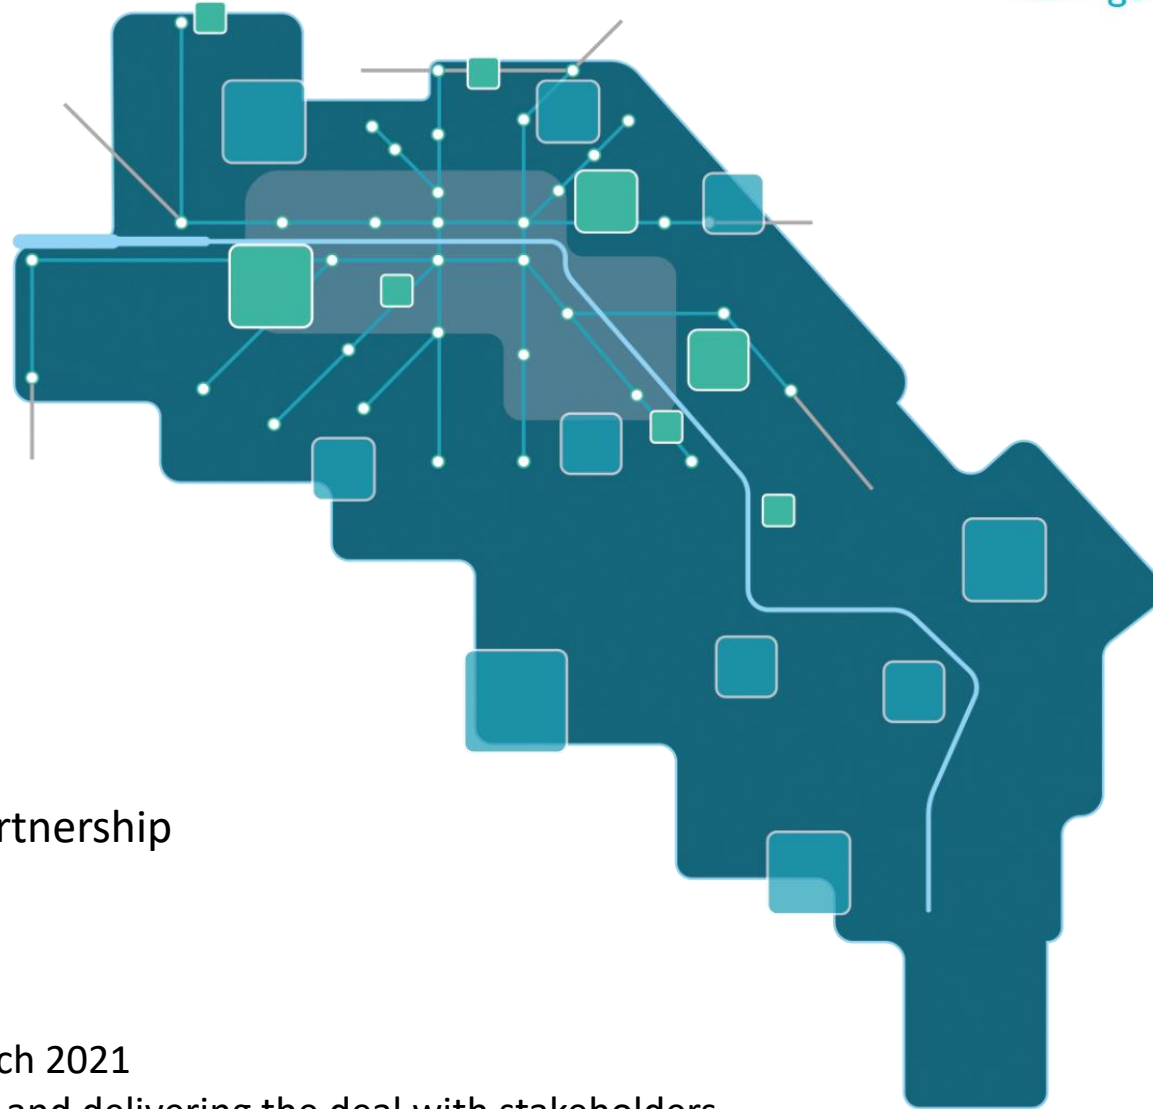 g
rtnership
ch 2021
and delivering the deal with stakeholders